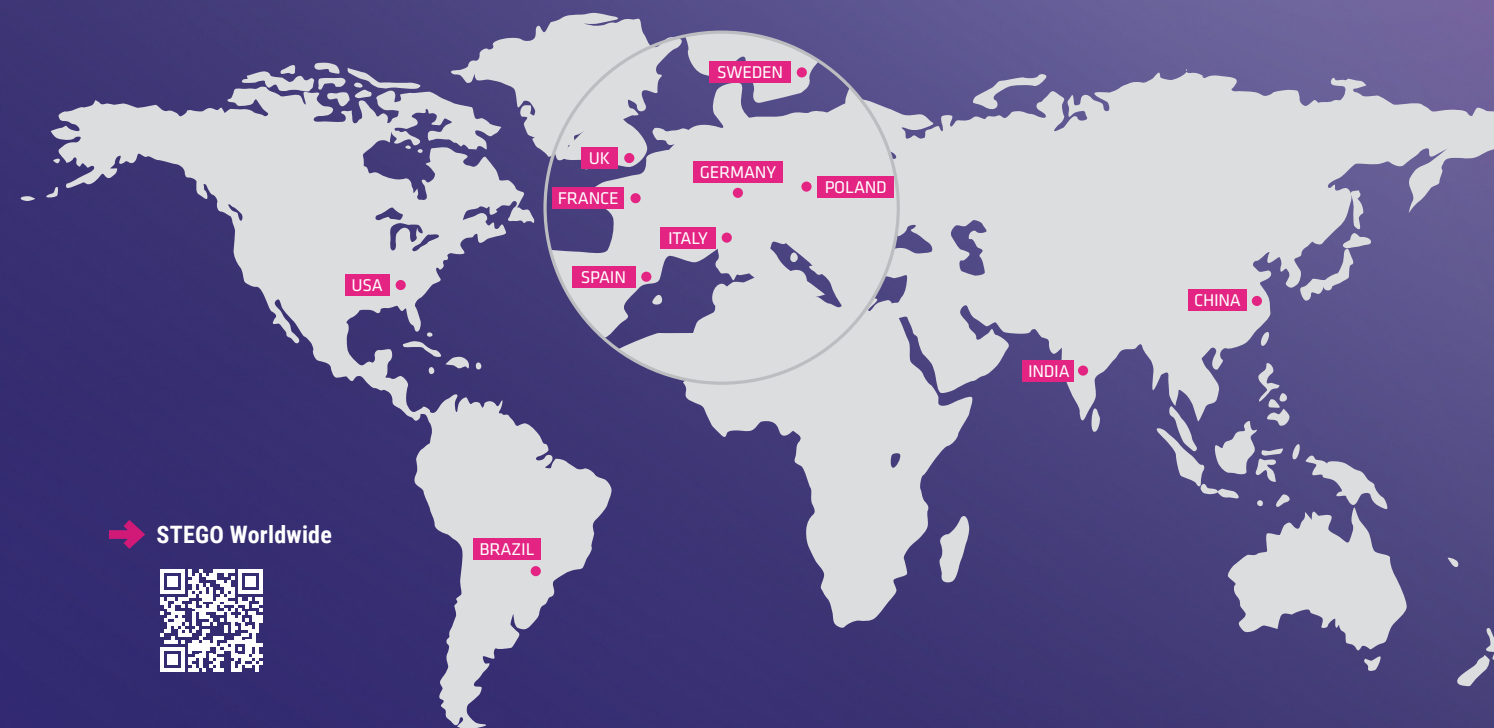 SWEDEN
UK
GERMANY
FRANCE
POLAND
ITALY
SPAIN
USA
CHINA
INDIA
STEGO Worldwide
BRAZIL